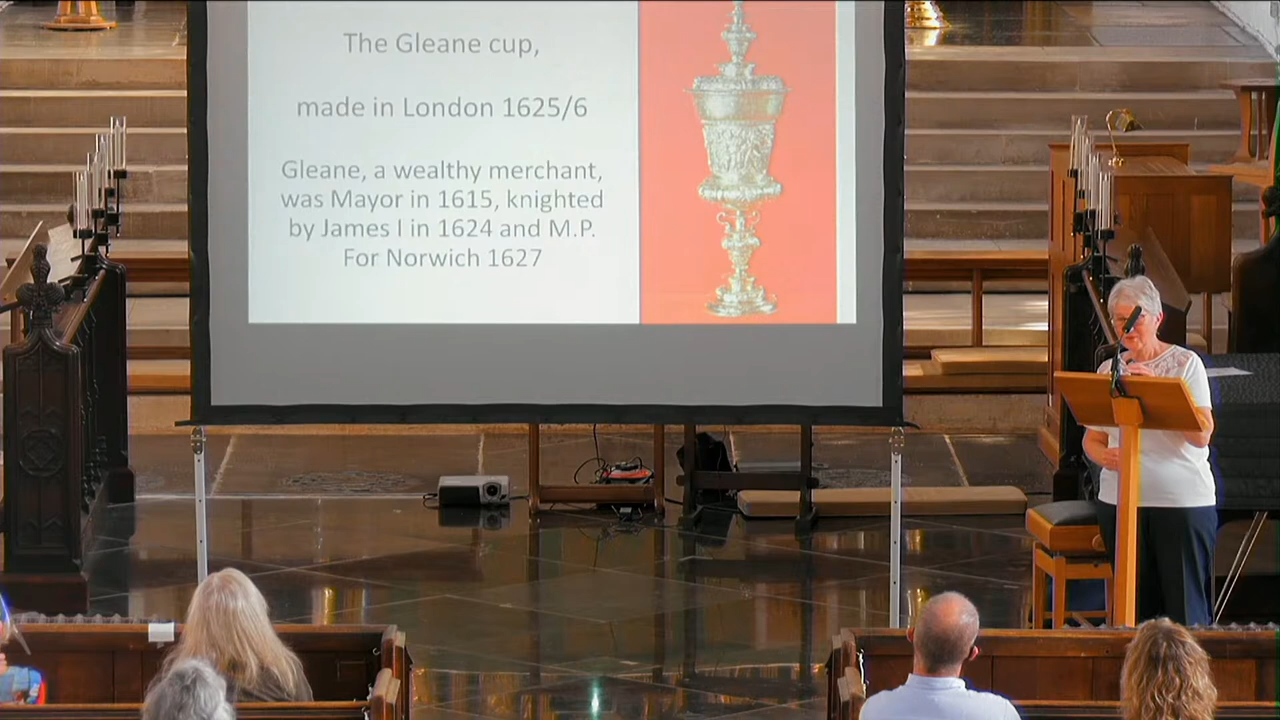 The Gleane cup,
made in London 1625/6
Gleane, a wealthy merchant,
was Mayor in 1615, knighted
by James I in 1624 and M.P.
For Norwich 1627